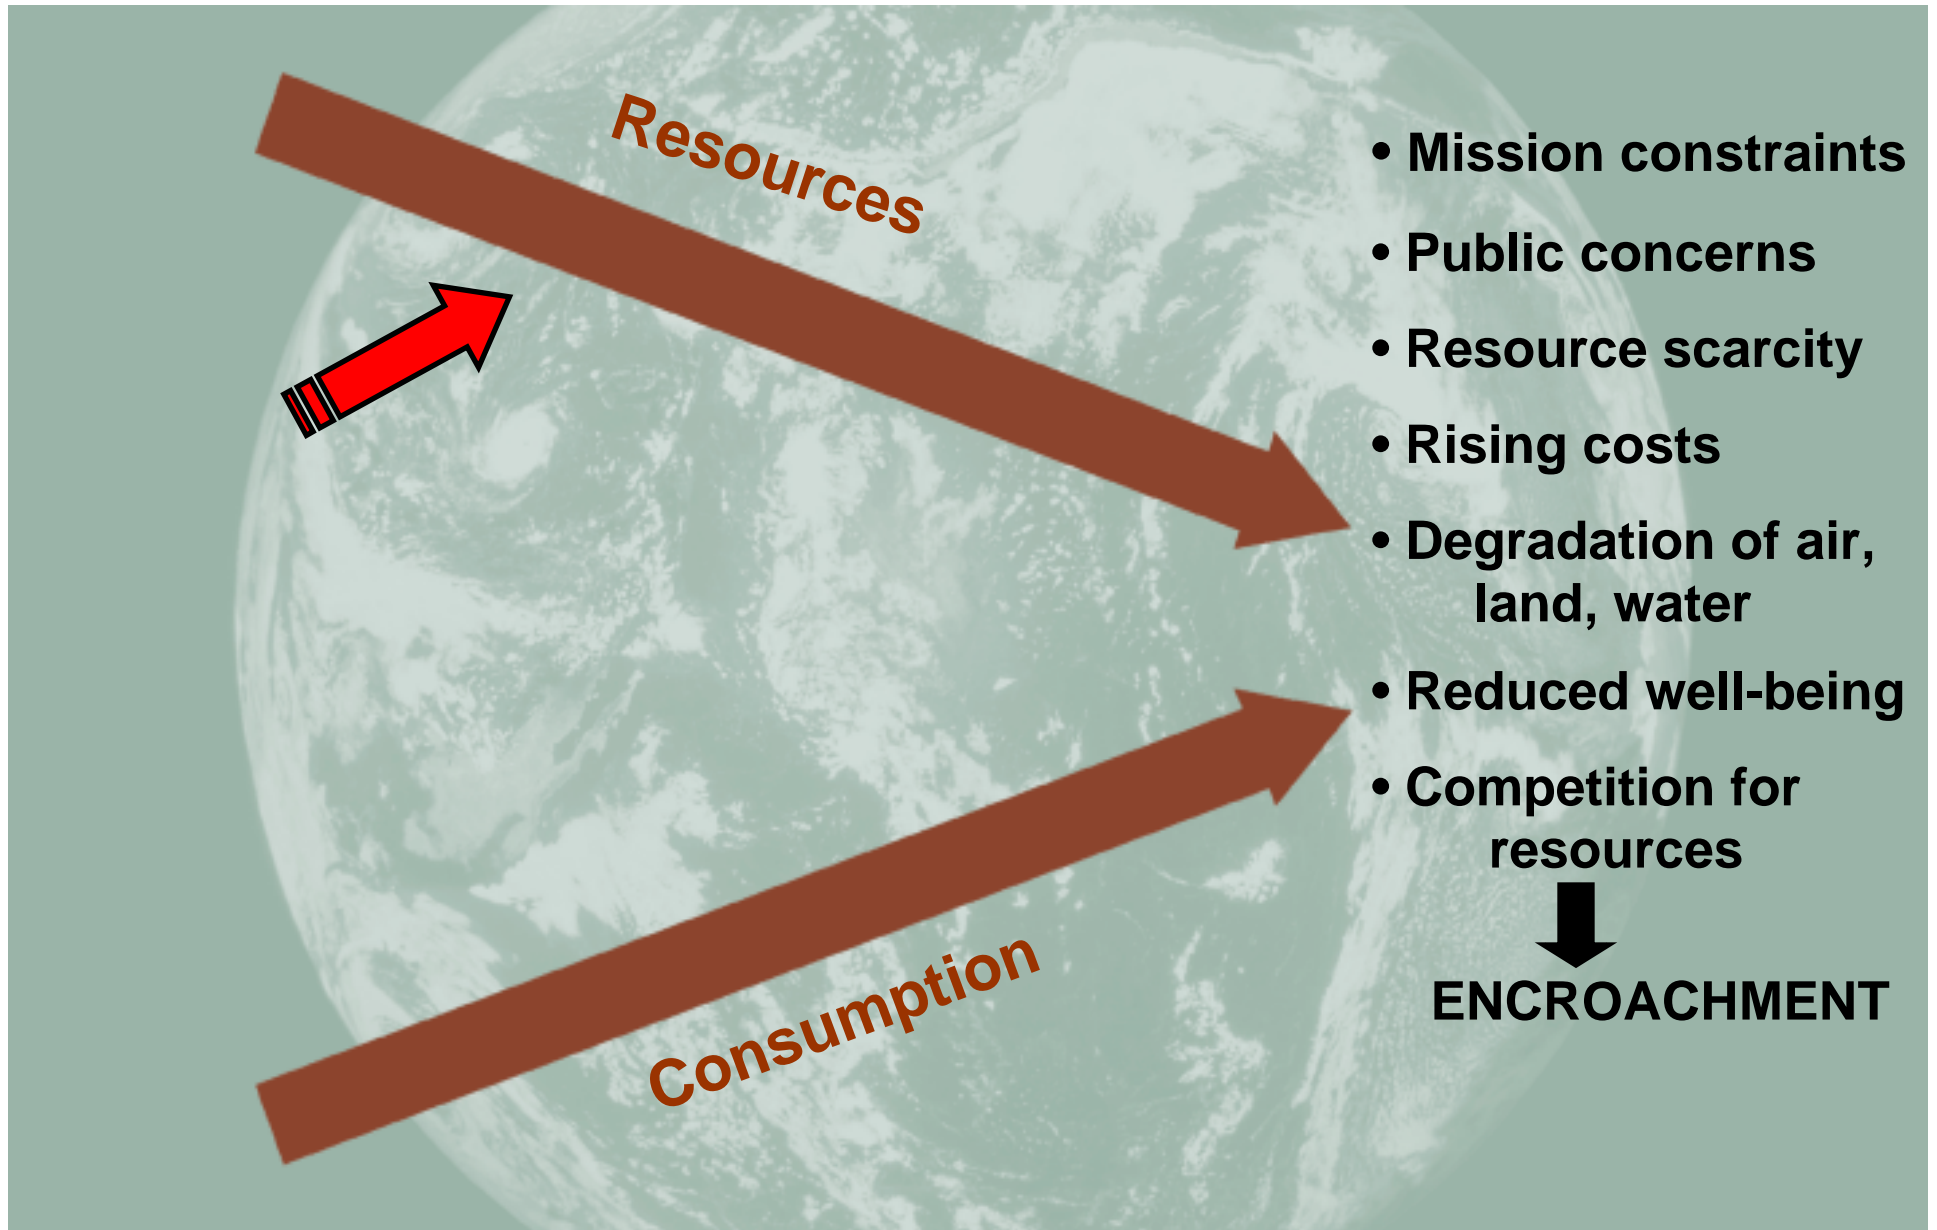 Resources
• Mission constraints
• Public concerns
• Resource scarcity
• Rising costs
• Degradation of air,
land, water
• Reduced well-being
• Competition for
resources
ENCROACHMENT
Consumption